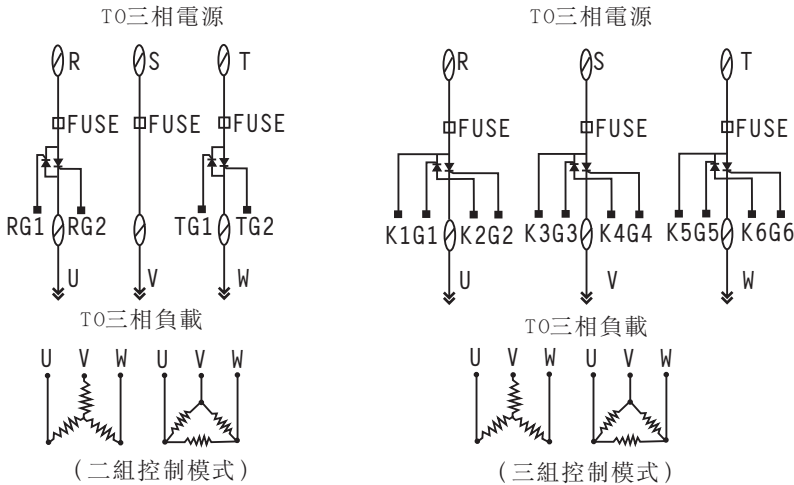 TO三相電源
R S T
FUSE FUSE FUSE
RG1 RG2 TG1 TG2
U V W
TO三相負載
U V W U V W
(二組控制模式)
TO三相電源
R S T
FUSE FUSE FUSE
K1G1 K2G2 K3G3 K4G4 K5G5 K6G6
U V W
TO三相負載
U V W U V W
(三組控制模式)